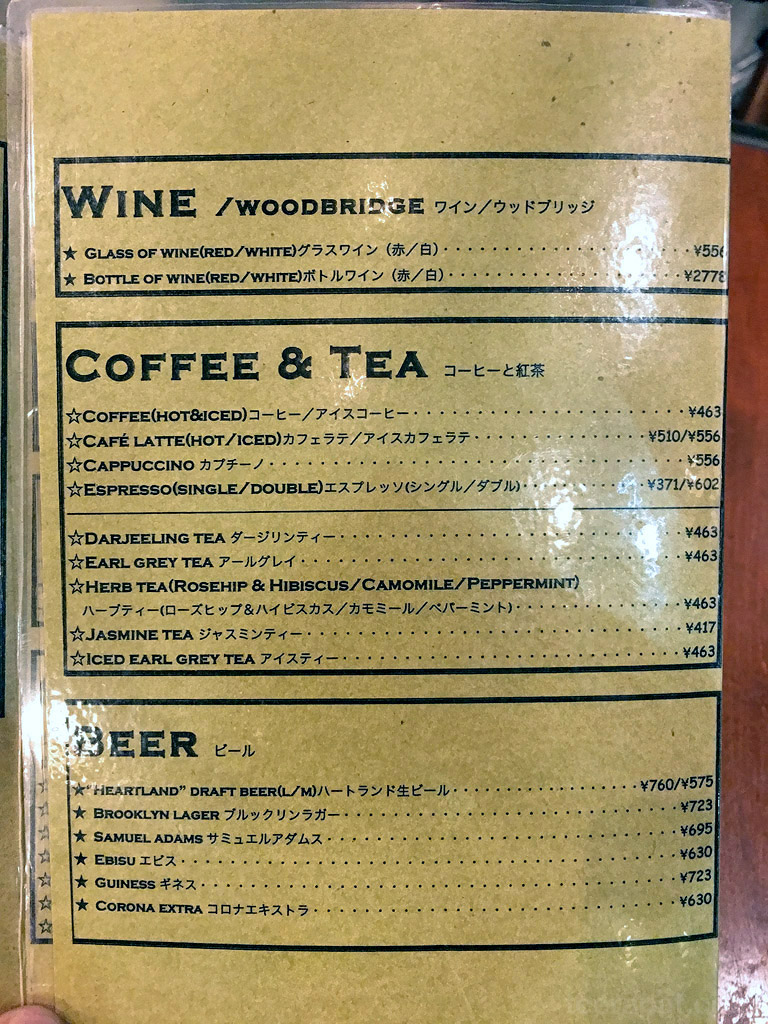 WINE /WOODBRIDGE ワイン／ウッドブリッジ
★ GLASS OF WINE(RED/WHITE)グラスワイン（赤／白）・・・・・・・・・・・・・・・・・・・・・・¥556
★ BOTTLE OF WINE(RED/WHITE)ボトルワイン（赤／白）・・・・・・・・・・・・・・・・・・・・・¥2778
COFFEE & TEA コーヒーと紅茶
☆COFFEE(HOT&ICED)コーヒー／アイスコーヒー・・・・・・・・・・・・・・・・・・・・・・・・¥463
☆CAFÉ LATTE(HOT/ICED)カフェラテ／アイスカフェラテ・・・・・・・・・・・・・・・¥510/¥556
☆CAPPUCCINO カプチーノ・・・・・・・・・・・・・・・・・・・・・・・・・・・・・・・・・・・・¥556
☆ESPRESSO(SINGLE/DOUBLE)エスプレッソ(シングル／ダブル)・・・・・・・・・・・¥371/¥602
☆DARJEELING TEA ダージリンティー・・・・・・・・・・・・・・・・・・・・・・・・・・・・・・¥463
☆EARL GREY TEA アールグレイ・・・・・・・・・・・・・・・・・・・・・・・・・・・・・・・・・¥463
☆HERB TEA(ROSEHIP & HIBISCUS/CAMOMILE/PEPPERMINT)
ハーブティー(ローズヒップ＆ハイビスカス／カモミール／ペパーミント)・・・・・・・・・・・・・・¥463
☆JASMINE TEA ジャスミンティー・・・・・・・・・・・・・・・・・・・・・・・・・・・・・・・・¥417
☆ICED EARL GREY TEA アイスティー・・・・・・・・・・・・・・・・・・・・・・・・・・・・・¥463
BEER ビール
★"HEARTLAND" DRAFT BEER(L/M)ハートランド生ビール・・・・・・・・・・・・・・・・¥760/¥575
★ BROOKLYN LAGER ブルックリンラガー・・・・・・・・・・・・・・・・・・・・・・・・・・・・・¥723
★ SAMUEL ADAMS サミュエルアダムス・・・・・・・・・・・・・・・・・・・・・・・・・・・・・・¥695
★ EBISU エビス・・・・・・・・・・・・・・・・・・・・・・・・・・・・・・・・・・・・・・・・・・¥630
★ GUINESS ギネス・・・・・・・・・・・・・・・・・・・・・・・・・・・・・・・・・・・・・・・・¥723
★ CORONA EXTRA コロナエキストラ・・・・・・・・・・・・・・・・・・・・・・・・・・・・・・・¥630